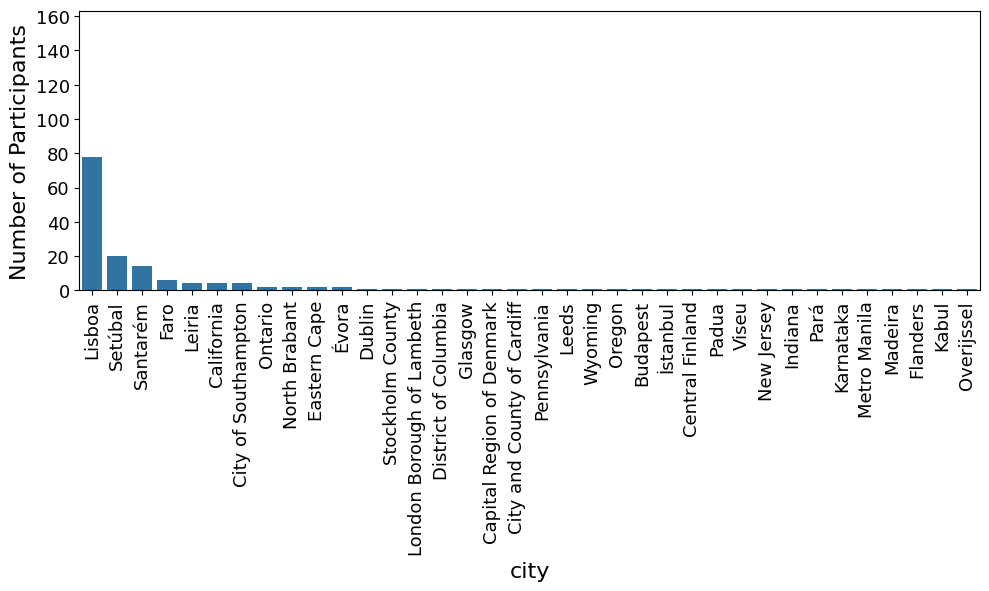 Number of Participants
160
140
120
100
80
60
40
20
0
Lisboa
Setúbal
Santarém
Faro
Leiria
California
City of Southampton
Ontario
North Brabant
Eastern Cape
Évora
Dublin
Stockholm County
London Borough of Lambeth
District of Columbia
Glasgow
Capital Region of Denmark
City and County of Cardiff
Pennsylvania
Leeds
Wyoming
Oregon
Budapest
İstanbul
Central Finland
Padua
Viseu
New Jersey
Indiana
Pará
Karnataka
Metro Manila
Madeira
Flanders
Kabul
Overijssel
city